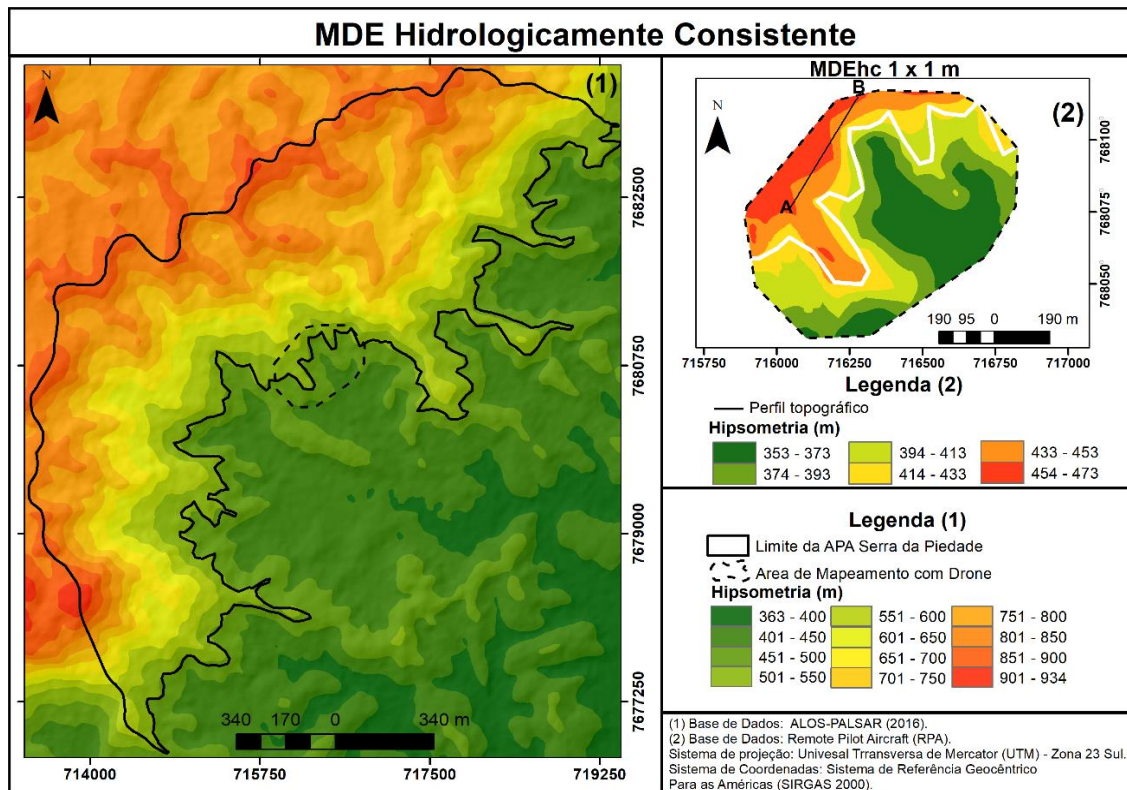 MDE Hidrologicamente Consistente
N
(1)
7682500
7680750
7679000
7677250
340 170 0 340 m
714000 715750 717500 719250
MDEhc 1 x 1 m
N
B
(2)
A
768100
768075
768050
190 95 0 190 m
715750 716000 716250 716500 716750 717000
Legenda (2)
Perfil topográfico
Hipsometria (m)
353 - 373 394 - 413 433 - 453
374 - 393 414 - 433 454 - 473
Legenda (1)
Limite da APA Serra da Piedade
Area de Mapeamento com Drone
Hipsometria (m)
363 - 400 551 - 600 751 - 800
401 - 450 601 - 650 801 - 850
451 - 500 651 - 700 851 - 900
501 - 550 701 - 750 901 - 934
(1) Base de Dados: ALOS-PALSAR (2016).
(2) Base de Dados: Remote Pilot Aircraft (RPA).
Sistema de projeção: Univesal Trransversa de Mercator (UTM) - Zona 23 Sul.
Sistema de Coordenadas: Sistema de Referência Geocêntrico
Para as Américas (SIRGAS 2000).